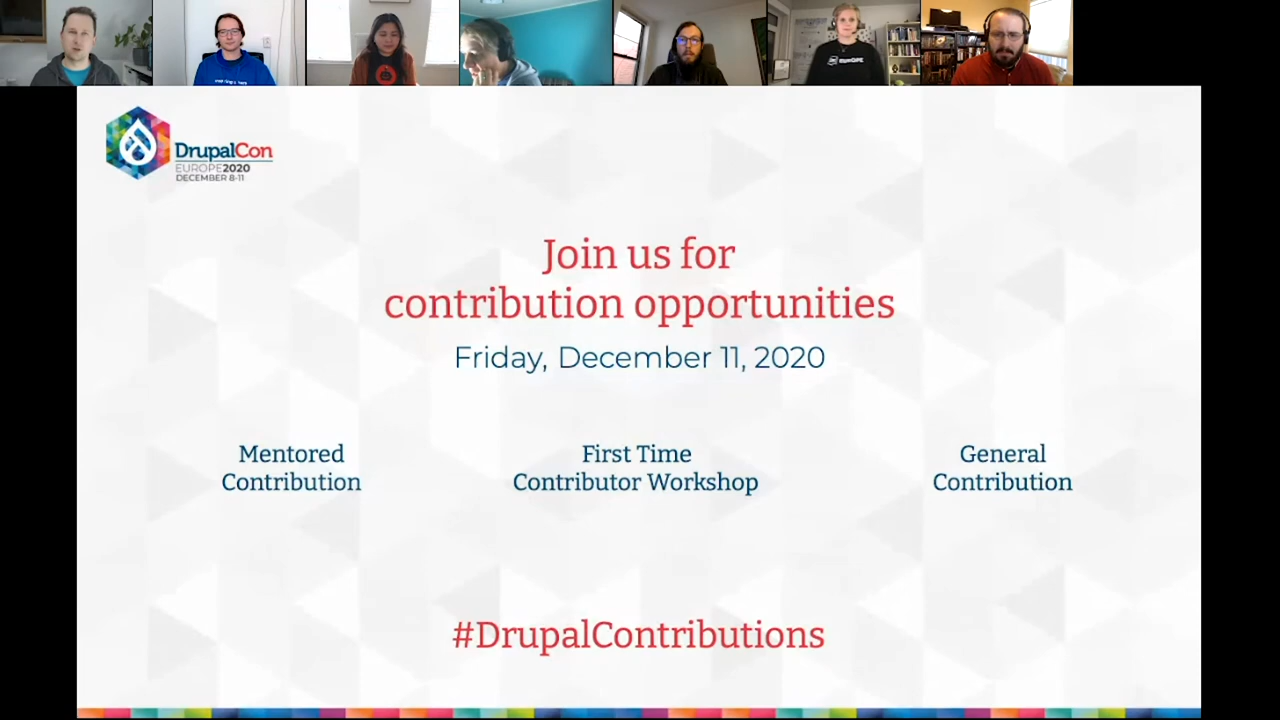 DrupalCon
EUROPE2020
DECEMBER 8-11
Join us for
contribution opportunities
Friday, December 11, 2020
Mentored
Contribution
First Time
Contributor Workshop
General
Contribution
#DrupalContributions